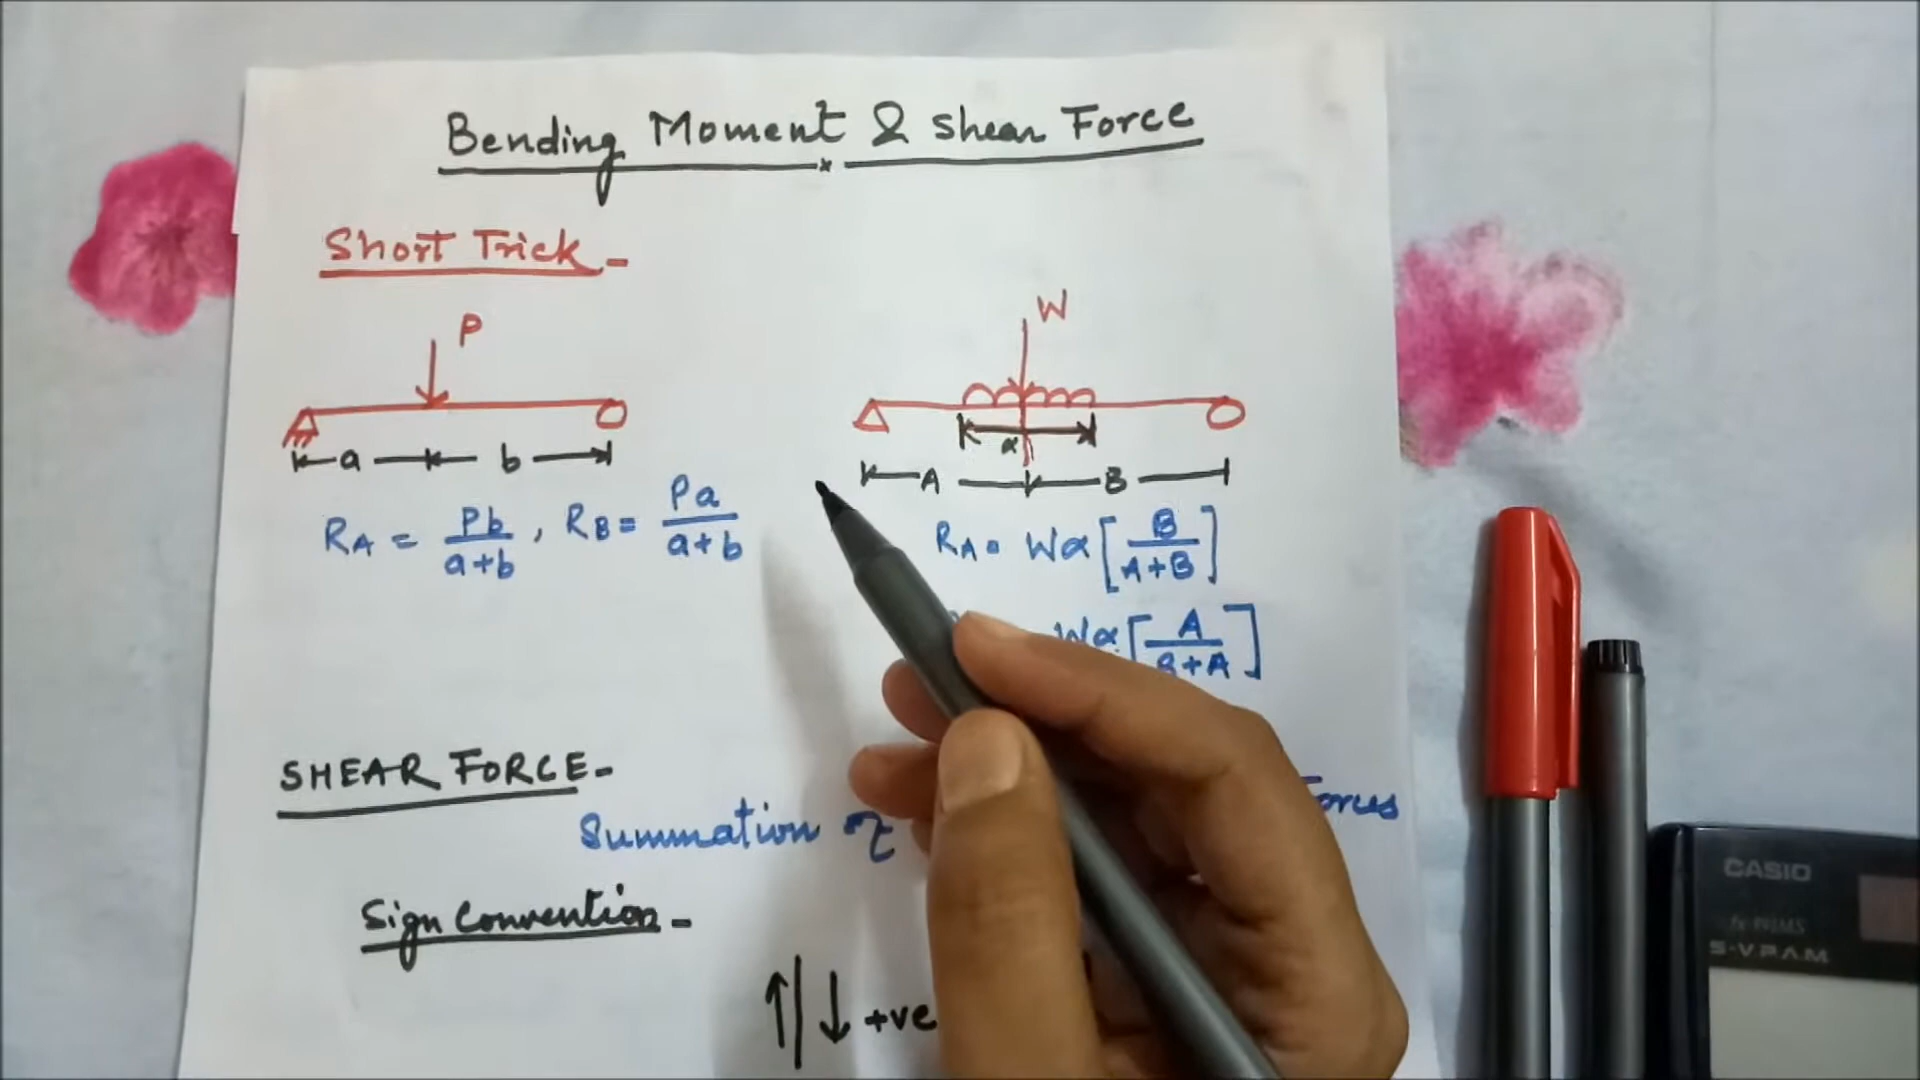 Bending Moment & Shear Force
Short Trick -
P
a b
RA = Pb/a+b , RB = Pa/a+b
W
α
A B
RA = Wα [B/A+B]
Wα [A/B+A]
SHEAR FORCE -
Summation of Forces
Sign Convention -
↑|↓ +ve
CASIO
S-V.P.A.M